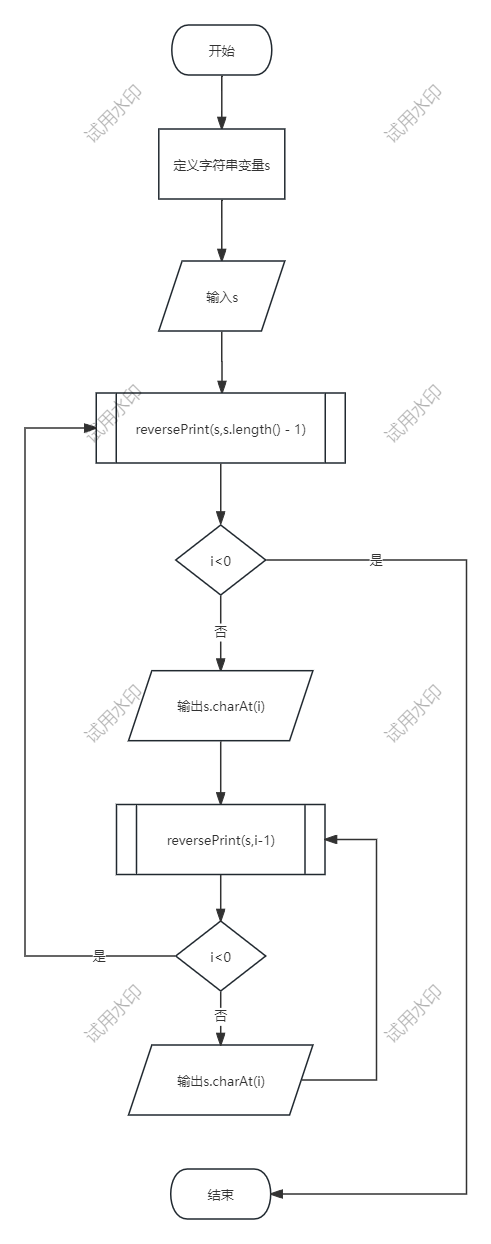 开始
试用水印
试用水印
定义字符串变量s
输入s
试用水印
试用水印
reversePrint(s,s.length() - 1)
i<0
是
否
试用水印
试用水印
输出s.charAt(i)
reversePrint(s,i-1)
i<0
是
否
试用水印
试用水印
输出s.charAt(i)
结束